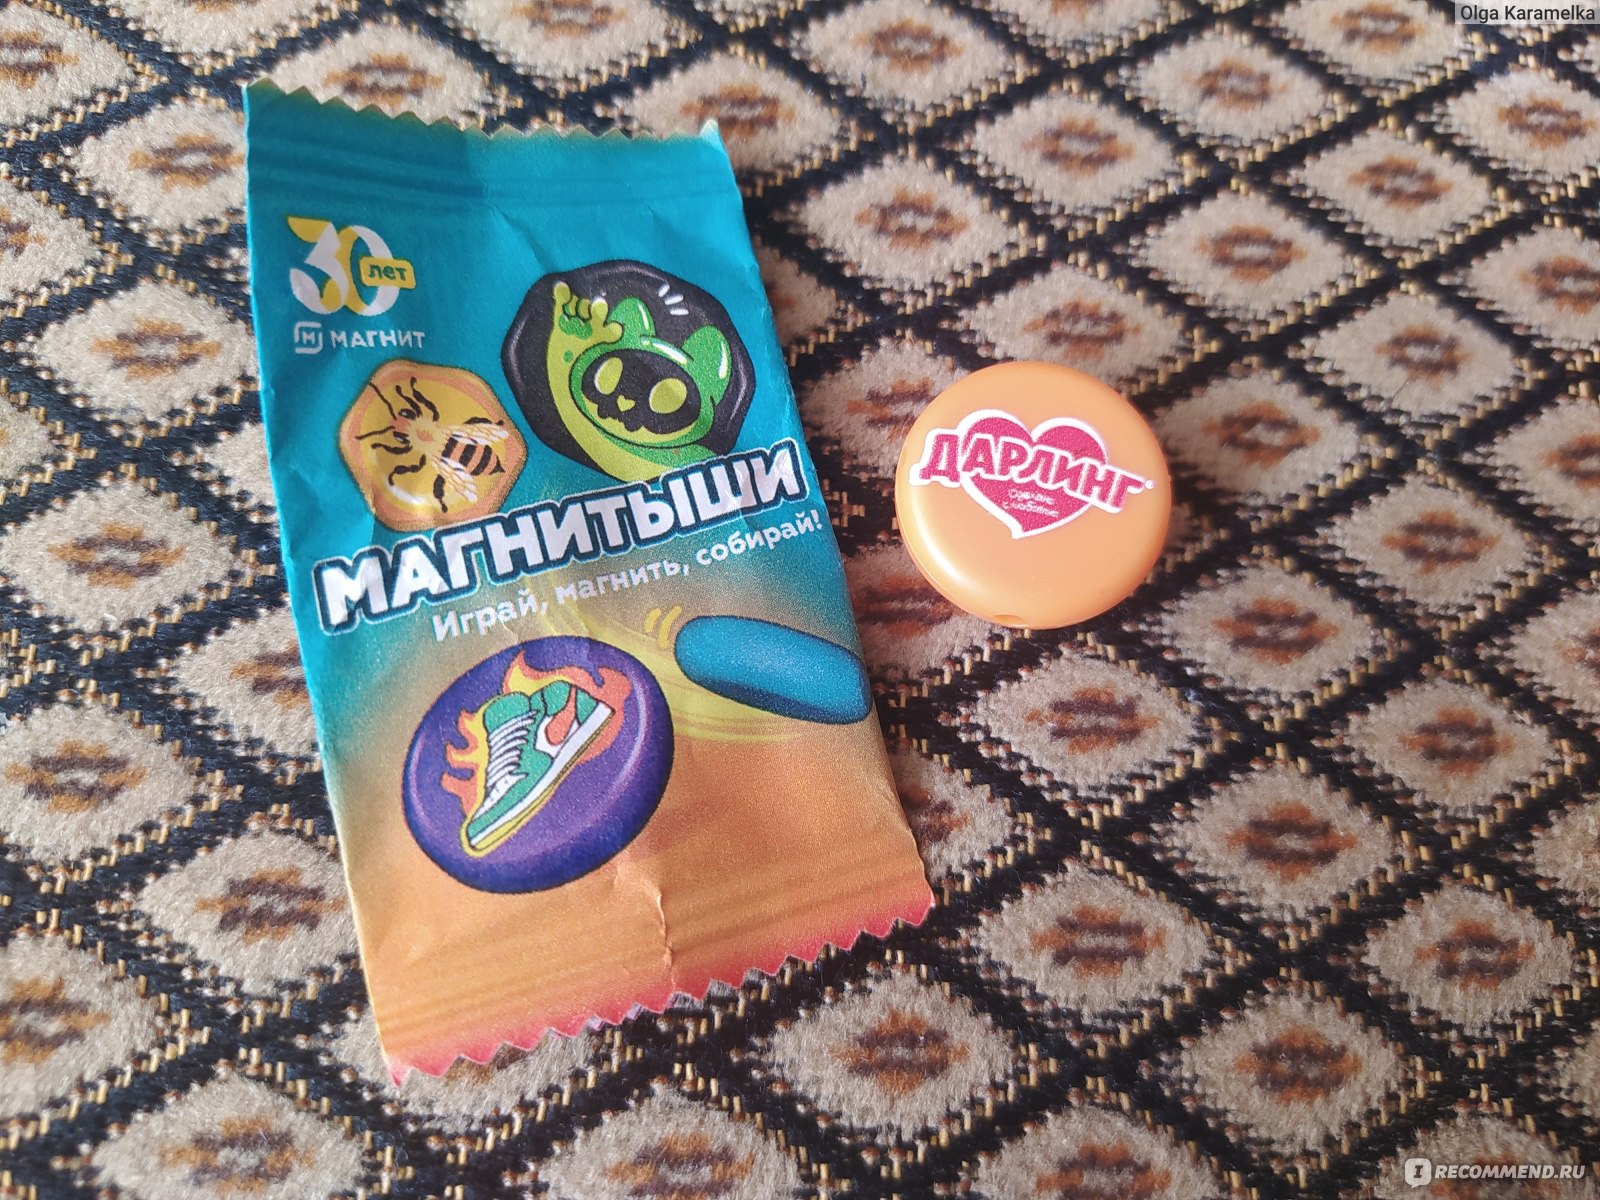 Olga Karamelka
30 лет
М МАГНИТ
МАГНИТЫШИ
Играй, магнить, собирай!
ДАРЛИНГ
I RECOMMEND.RU